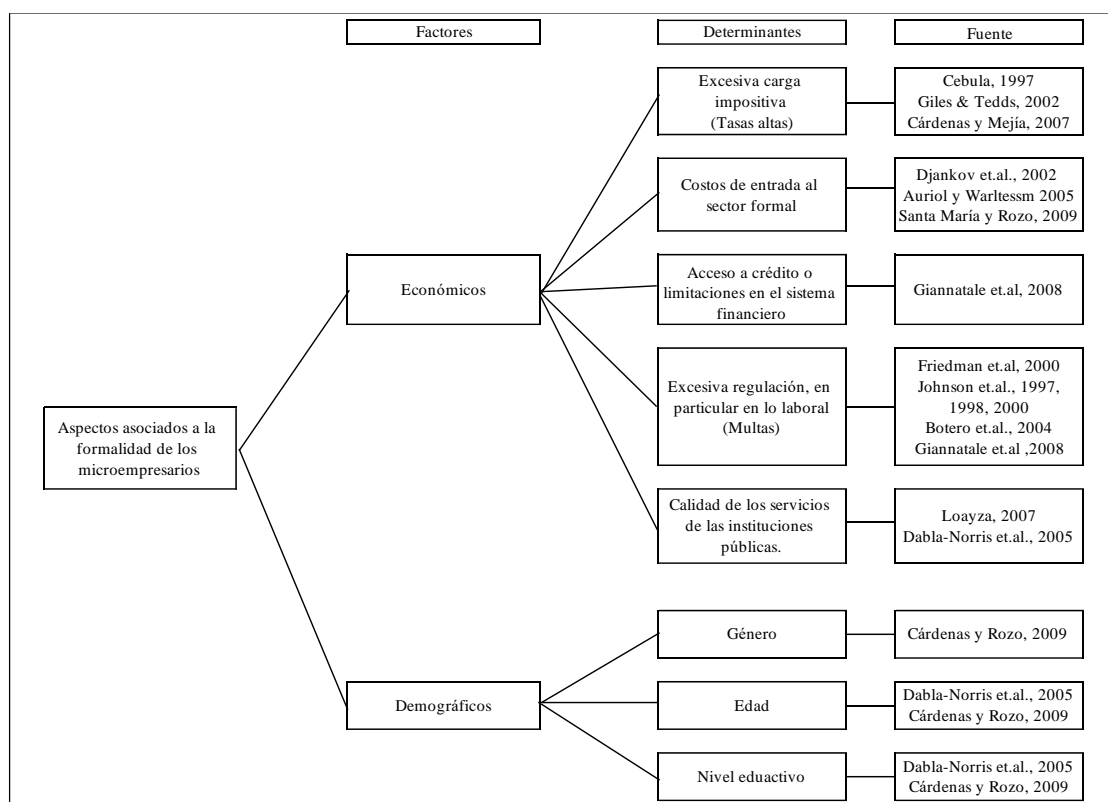 Factores
Determinantes
Fuente
Excesiva carga
impositiva
(Tasas altas)
Cebula, 1997
Giles & Tedds, 2002
Cárdenas y Mejía, 2007
Costos de entrada al
sector formal
Djankov et.al., 2002
Auriol y Warltessm 2005
Santa María y Rozo, 2009
Económicos
Acceso a crédito o
limitaciones en el sistema
financiero
Giannatale et.al, 2008
Excesiva regulación, en
particular en lo laboral
(Multas)
Friedman et.al, 2000
Johnson et.al., 1997,
1998, 2000
Botero et.al., 2004
Giannatale et.al ,2008
Aspectos asociados a la
formalidad de los
microempresarios
Calidad de los servicios
de las instituciones
públicas.
Loayza, 2007
Dabla-Norris et.al., 2005
Género
Cárdenas y Rozo, 2009
Demográficos
Edad
Dabla-Norris et.al., 2005
Cárdenas y Rozo, 2009
Nivel eduactivo
Dabla-Norris et.al., 2005
Cárdenas y Rozo, 2009